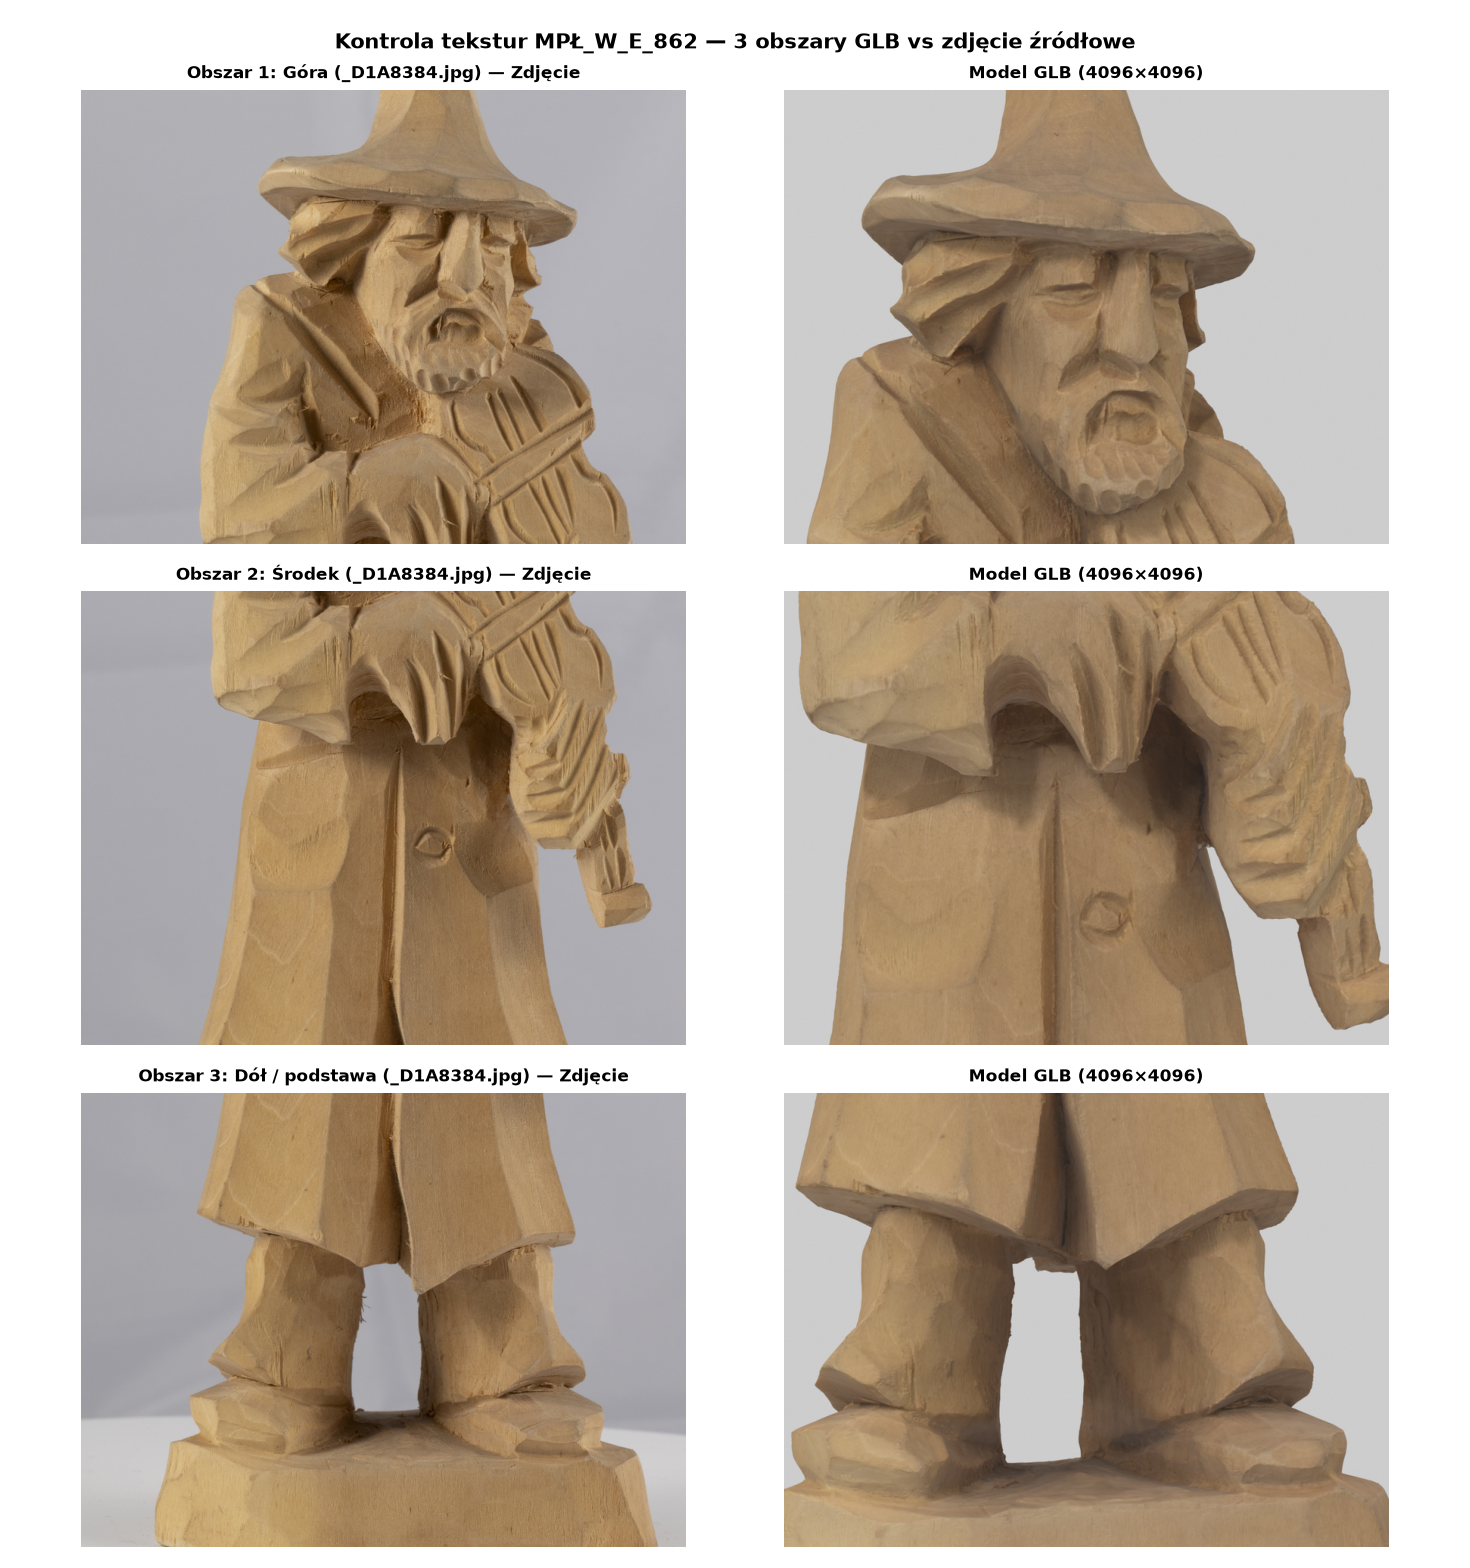 Kontrola tekstur MPŁ_W_E_862 — 3 obszary GLB vs zdjęcie źródłowe
Obszar 1: Góra (_D1A8384.jpg) — Zdjęcie
Model GLB (4096×4096)
Obszar 2: Środek (_D1A8384.jpg) — Zdjęcie
Model GLB (4096×4096)
Obszar 3: Dół / podstawa (_D1A8384.jpg) — Zdjęcie
Model GLB (4096×4096)